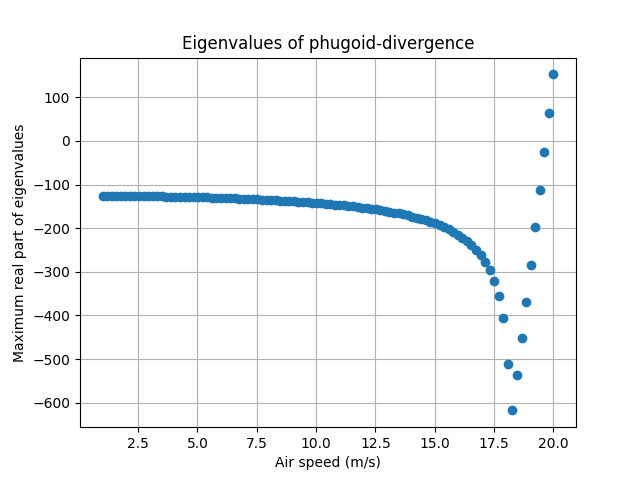 Eigenvalues of phugoid-divergence
Maximum real part of eigenvalues
100
0
−100
−200
−300
−400
−500
−600
2.5 5.0 7.5 10.0 12.5 15.0 17.5 20.0
Air speed (m/s)